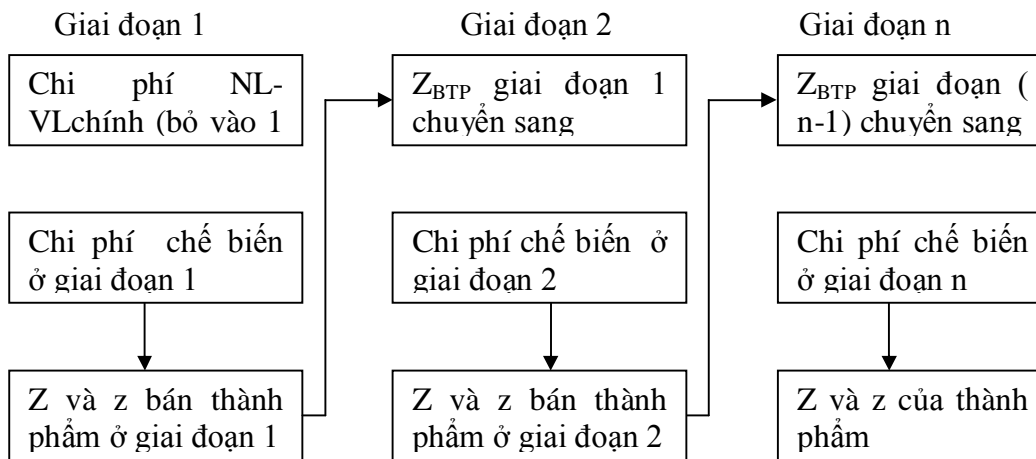 Giai đoạn 1
Giai đoạn 2
Giai đoạn n
Chi phí NL-
VLchính (bỏ vào 1
Z_BTP giai đoạn 1
chuyển sang
Z_BTP giai đoạn (
n-1) chuyển sang
Chi phí chế biến
ở giai đoạn 1
Chi phí chế biến ở
giai đoạn 2
Chi phí chế biến
ở giai đoạn n
Z và z bán thành
phẩm ở giai đoạn 1
Z và z bán thành
phẩm ở giai đoạn 2
Z và z của thành
phẩm